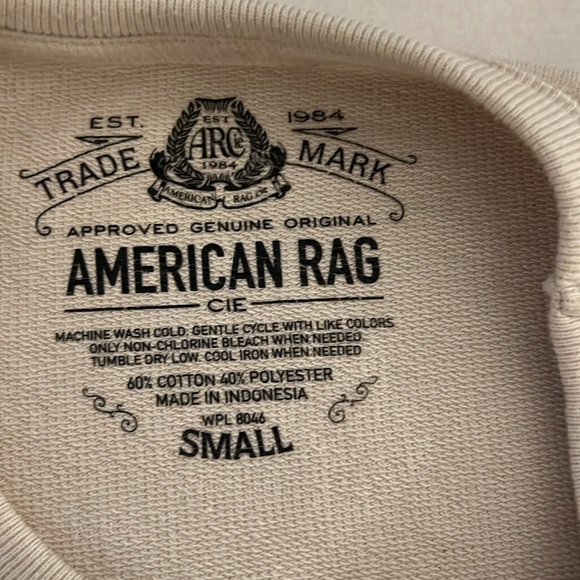 EST. 1984
TRADE MARK
EST
ARCie
1984
AMERICAN RAG CIE
APPROVED GENUINE ORIGINAL
AMERICAN RAG
CIE
MACHINE WASH COLD. GENTLE CYCLE WITH LIKE COLORS
ONLY NON-CHLORINE BLEACH WHEN NEEDED
TUMBLE DRY LOW. COOL IRON WHEN NEEDED
60% COTTON 40% POLYESTER
MADE IN INDONESIA
WPL 8046
SMALL